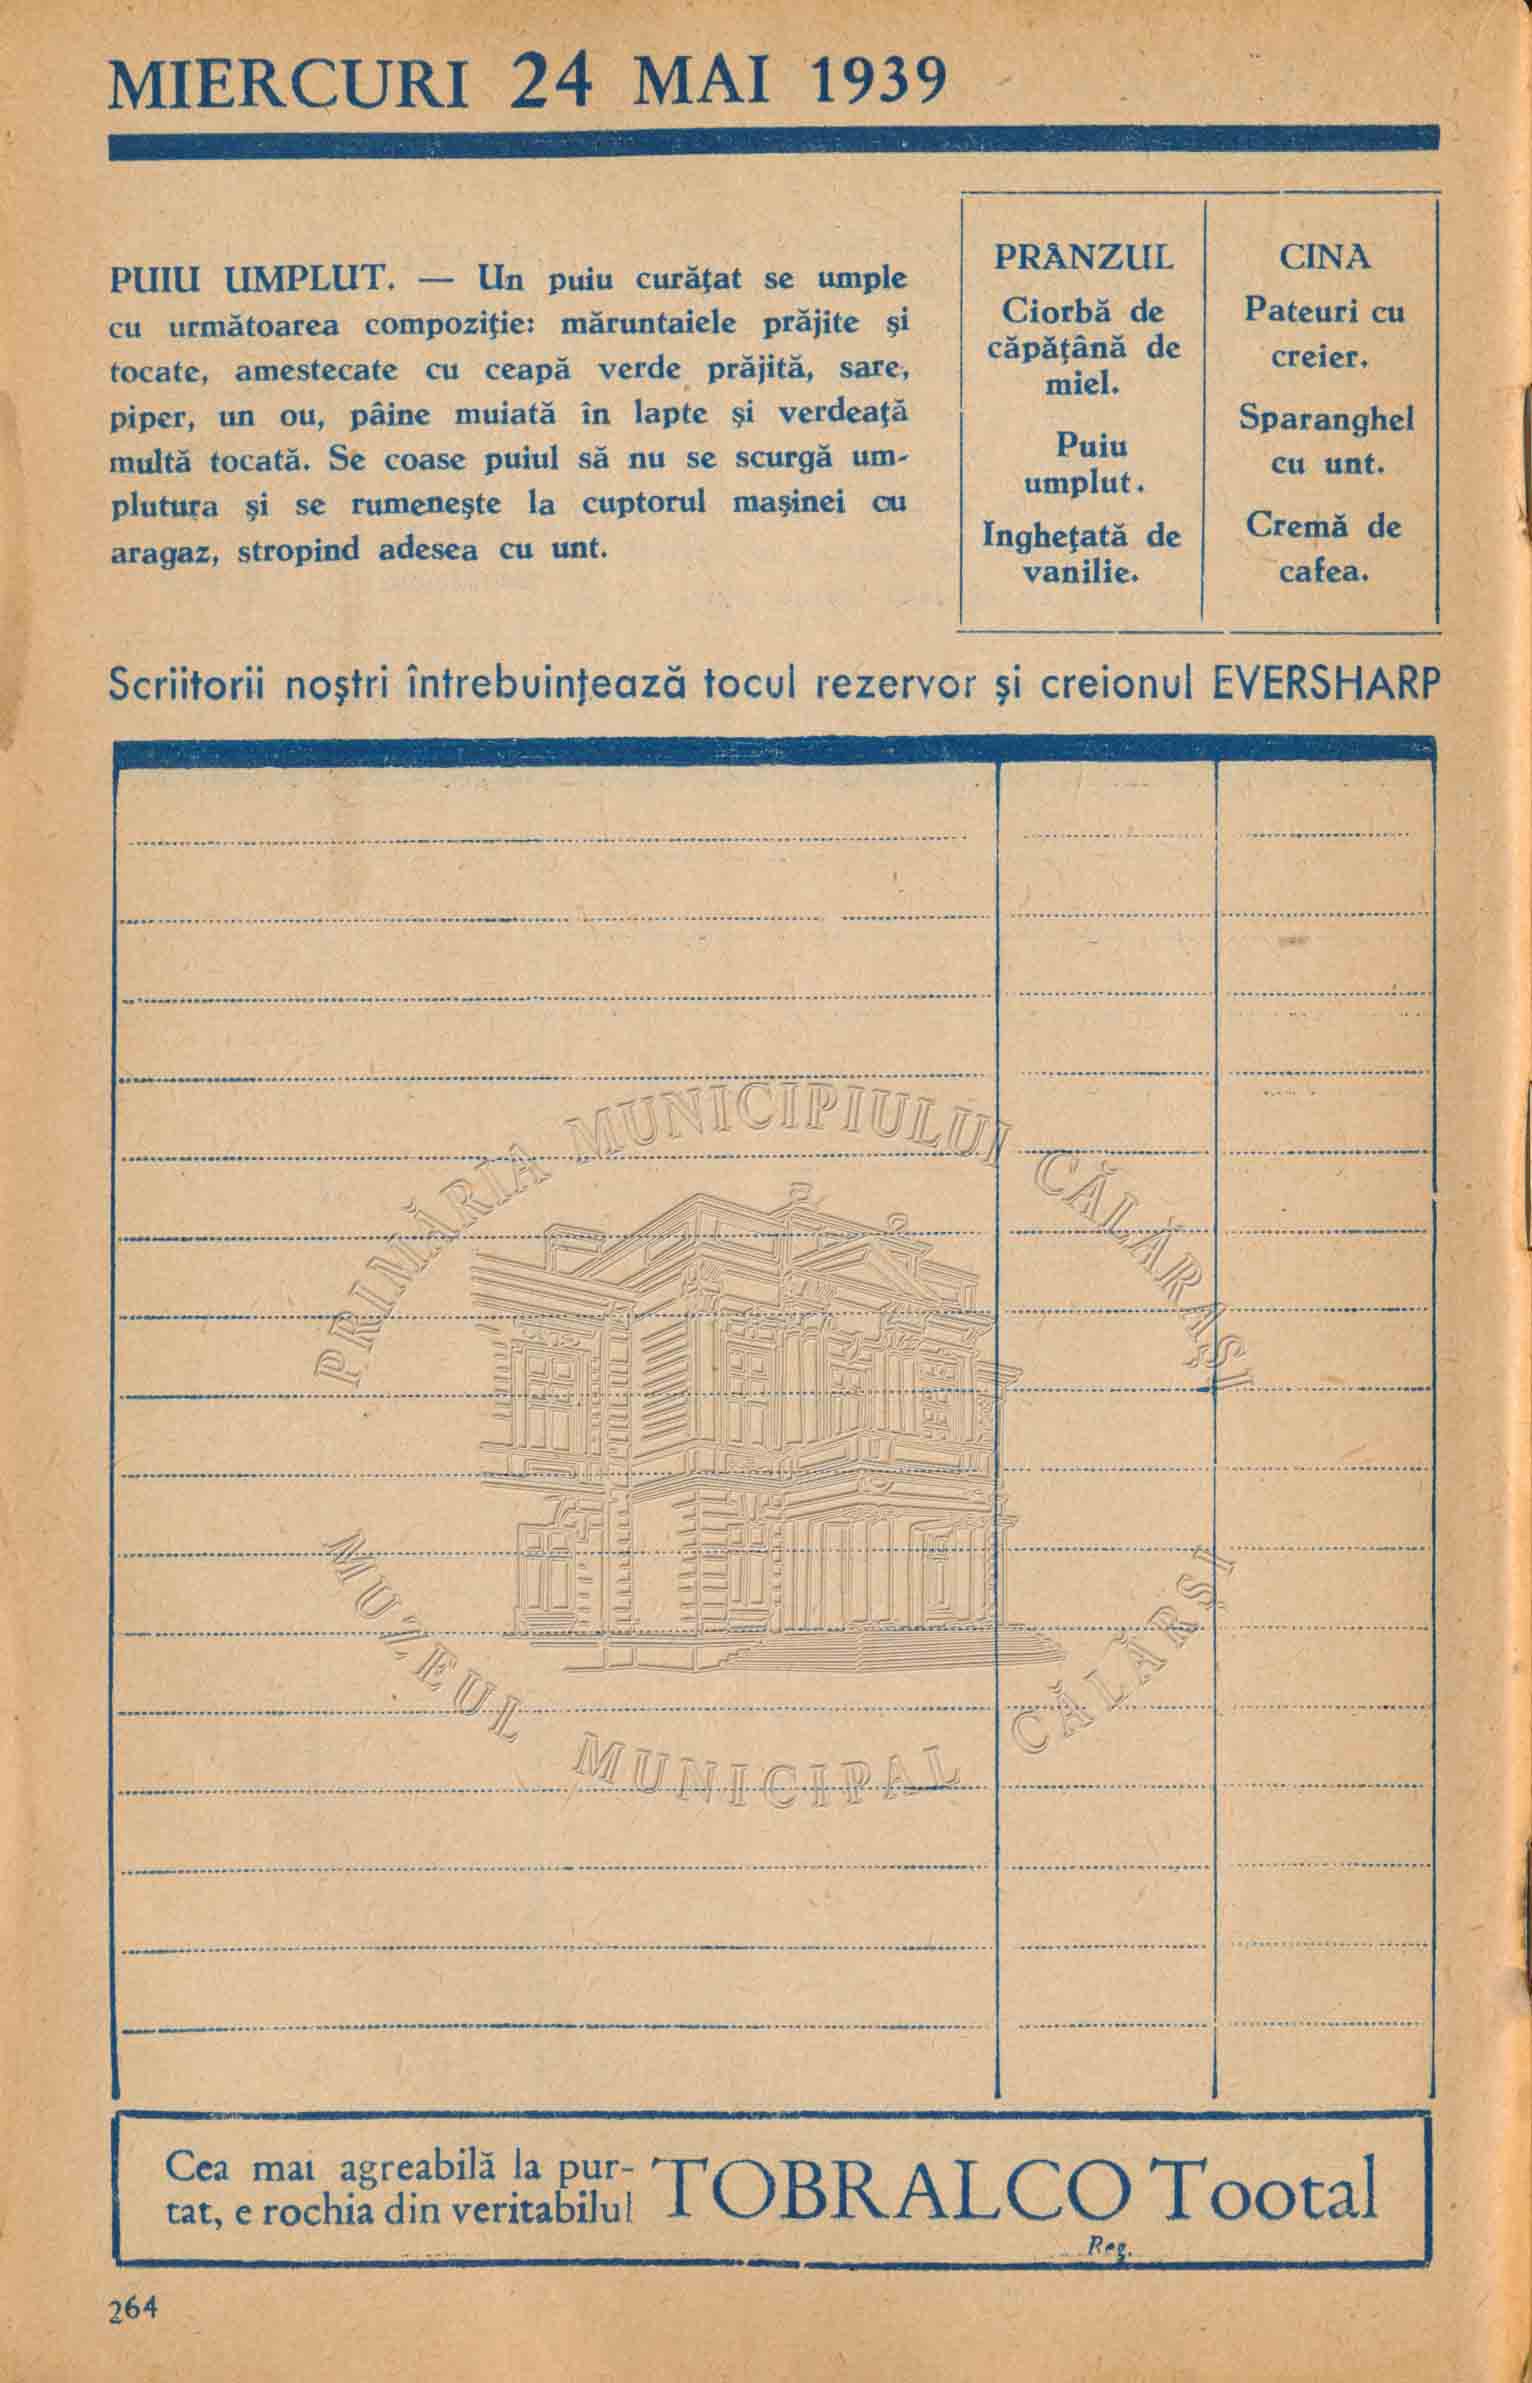 MIERCURI 24 MAI 1939
PUIU UMPLUT. — Un puiu curăţat se umple
cu următoarea compoziţie: măruntaiele prăjite şi
tocate, amestecate cu ceapă verde prăjită, sare,
piper, un ou, pâine muiată în lapte şi verdeaţă
multă tocată. Se coase puiul să nu se scurgă um-
plutura şi se rumeneşte la cuptorul maşinei cu
aragaz, stropind adesea cu unt.
PRÂNZUL
Ciorbă de
căpăţână de
miel.
Puiu
umplut.
Inghеţată de
vanilie.
CINA
Pateuri cu
creier.
Sparanghel
cu unt.
Cremă de
cafea.
Scriitorii noştri întrebuinţează tocul rezervor şi creionul EVERSHARP
PRIMĂRIA MUNICIPIULUI CĂLĂRAŞI
MUZEUL MUNICIPAL CĂLĂRŞI
Cea mai agreabilă la pur-
tat, e rochia din veritabilul
TOBRALCO Tootal
Reg.
264